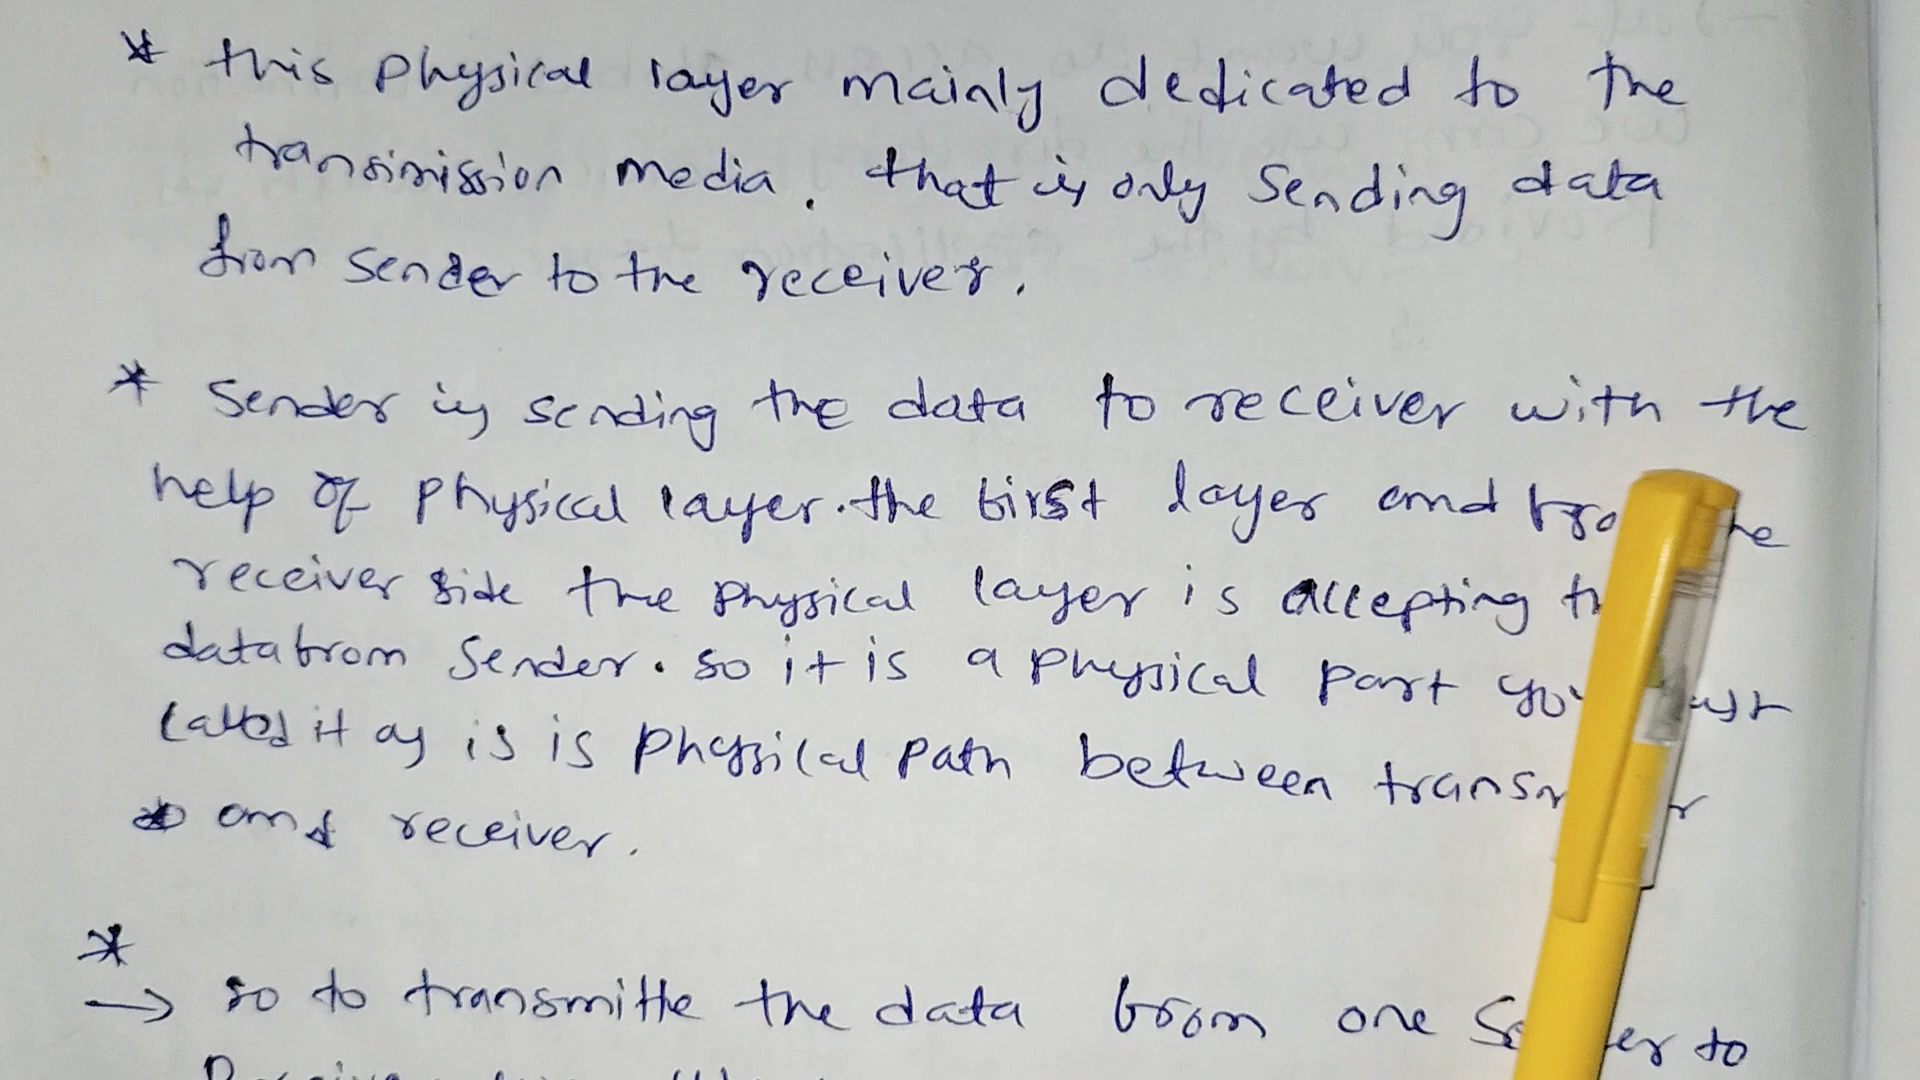 * this physical layer mainly dedicated to the
transimission media. that is only sending data
from sender to the receiver.
* Sender is sending the data to receiver with the
help of physical layer. the first layer and
receiver side the physical layer is accepting
data from Sender. so it is a physical part
called it as is is physical path between
and receiver.
*
→ so to transmitte the data from one to